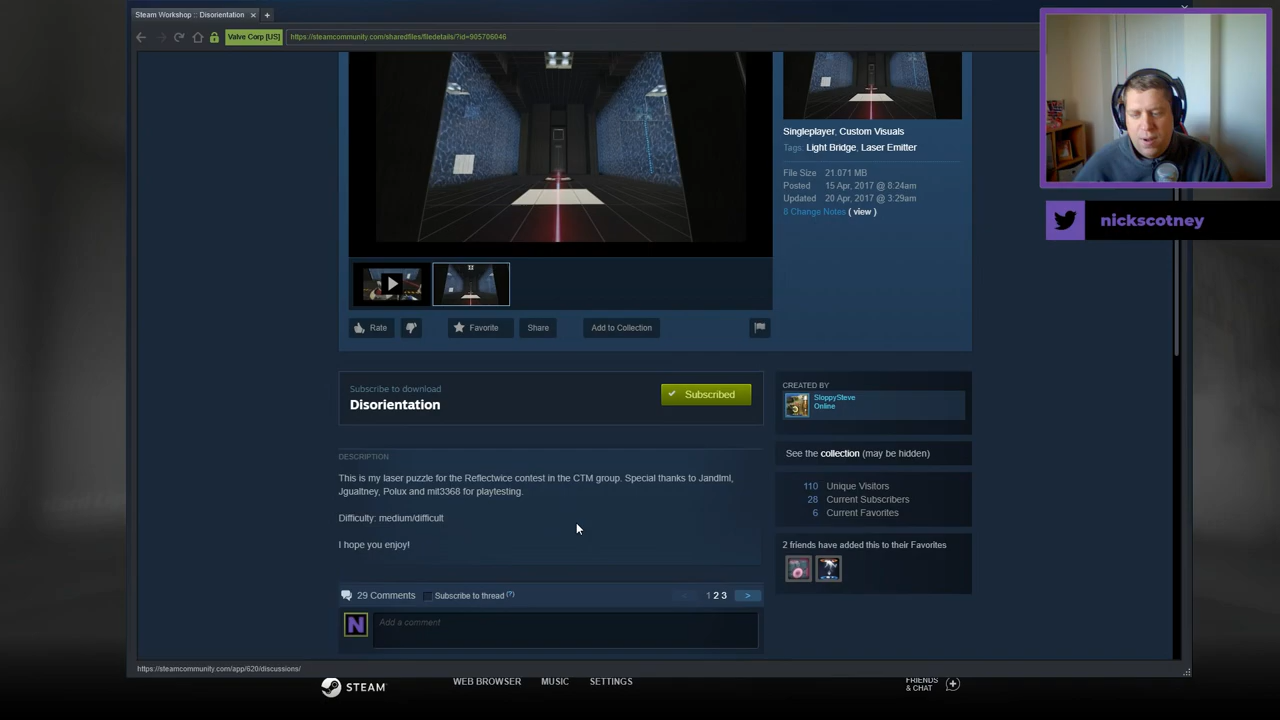 Steam Workshop :: Disorientation
Valve Corp [US]
https://steamcommunity.com/sharedfiles/filedetails/?id=905706046
Singleplayer, Custom Visuals
Tags: Light Bridge, Laser Emitter
File Size 21.071 MB
Posted 15 Apr, 2017 @ 8:24am
Updated 20 Apr, 2017 @ 3:29am
8 Change Notes ( view )
nickscotney
Rate
Favorite
Share
Add to Collection
Subscribe to download
Disorientation
Subscribed
CREATED BY
SloppySteve
Online
See the collection (may be hidden)
DESCRIPTION
This is my laser puzzle for the Reflectwice contest in the CTM group. Special thanks to JandlmI,
Jgualtney, Polux and mit3368 for playtesting.
Difficulty: medium/difficult
I hope you enjoy!
110 Unique Visitors
28 Current Subscribers
6 Current Favorites
2 friends have added this to their Favorites
29 Comments
Subscribe to thread (?)
1 2 3 >
N
Add a comment
https://steamcommunity.com/app/620/discussions/
STEAM
WEB BROWSER
MUSIC
SETTINGS
FRIENDS
& CHAT